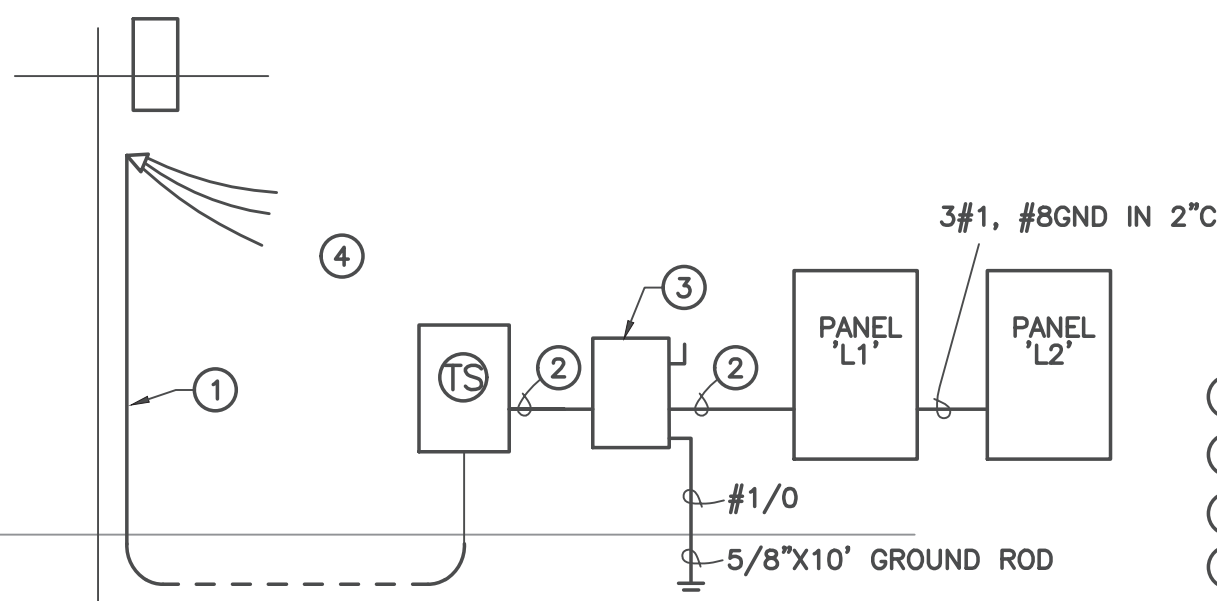 3#1, #8GND IN 2"C
4
3
PANEL
'L1'
PANEL
'L2'
TS
2
2
1
#1/0
5/8"X10' GROUND ROD